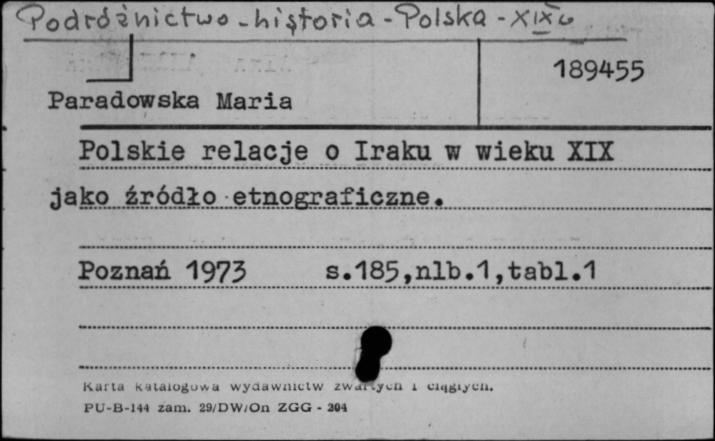 Podróżnictwo - historia - Polska - XIX w
189455
Paradowska Maria
Polskie relacje o Iraku w wieku XIX
jako źródło etnograficzne.
Poznań 1973 s.185,nlb.1,tabl.1
Karta katalogowa wydawnictw zwartych i ciągłych.
PU-B-144 zam. 29/DW/On ZGG - 304